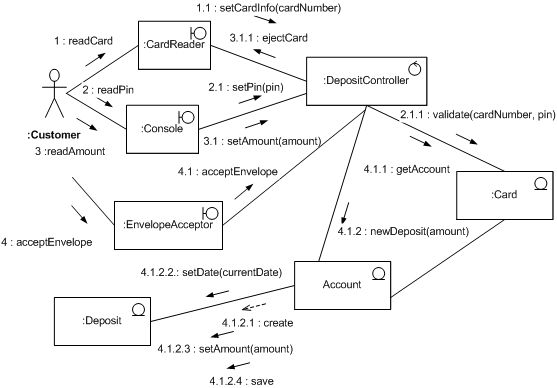 1.1 : setCardInfo(cardNumber)
1 : readCard
:CardReader
3.1.1 : ejectCard
:DepositController
2 : readPin
2.1 : setPin(pin)
:Console
2.1.1 : validate(cardNumber, pin)
:Customer
3 :readAmount
3.1 : setAmount(amount)
4.1 : acceptEnvelope
4.1.1 : getAccount
:Card
:EnvelopeAcceptor
4.1.2 : newDeposit(amount)
4 : acceptEnvelope
4.1.2.2.: setDate(currentDate)
Account
:Deposit
4.1.2.1 : create
4.1.2.3 : setAmount(amount)
4.1.2.4 : save